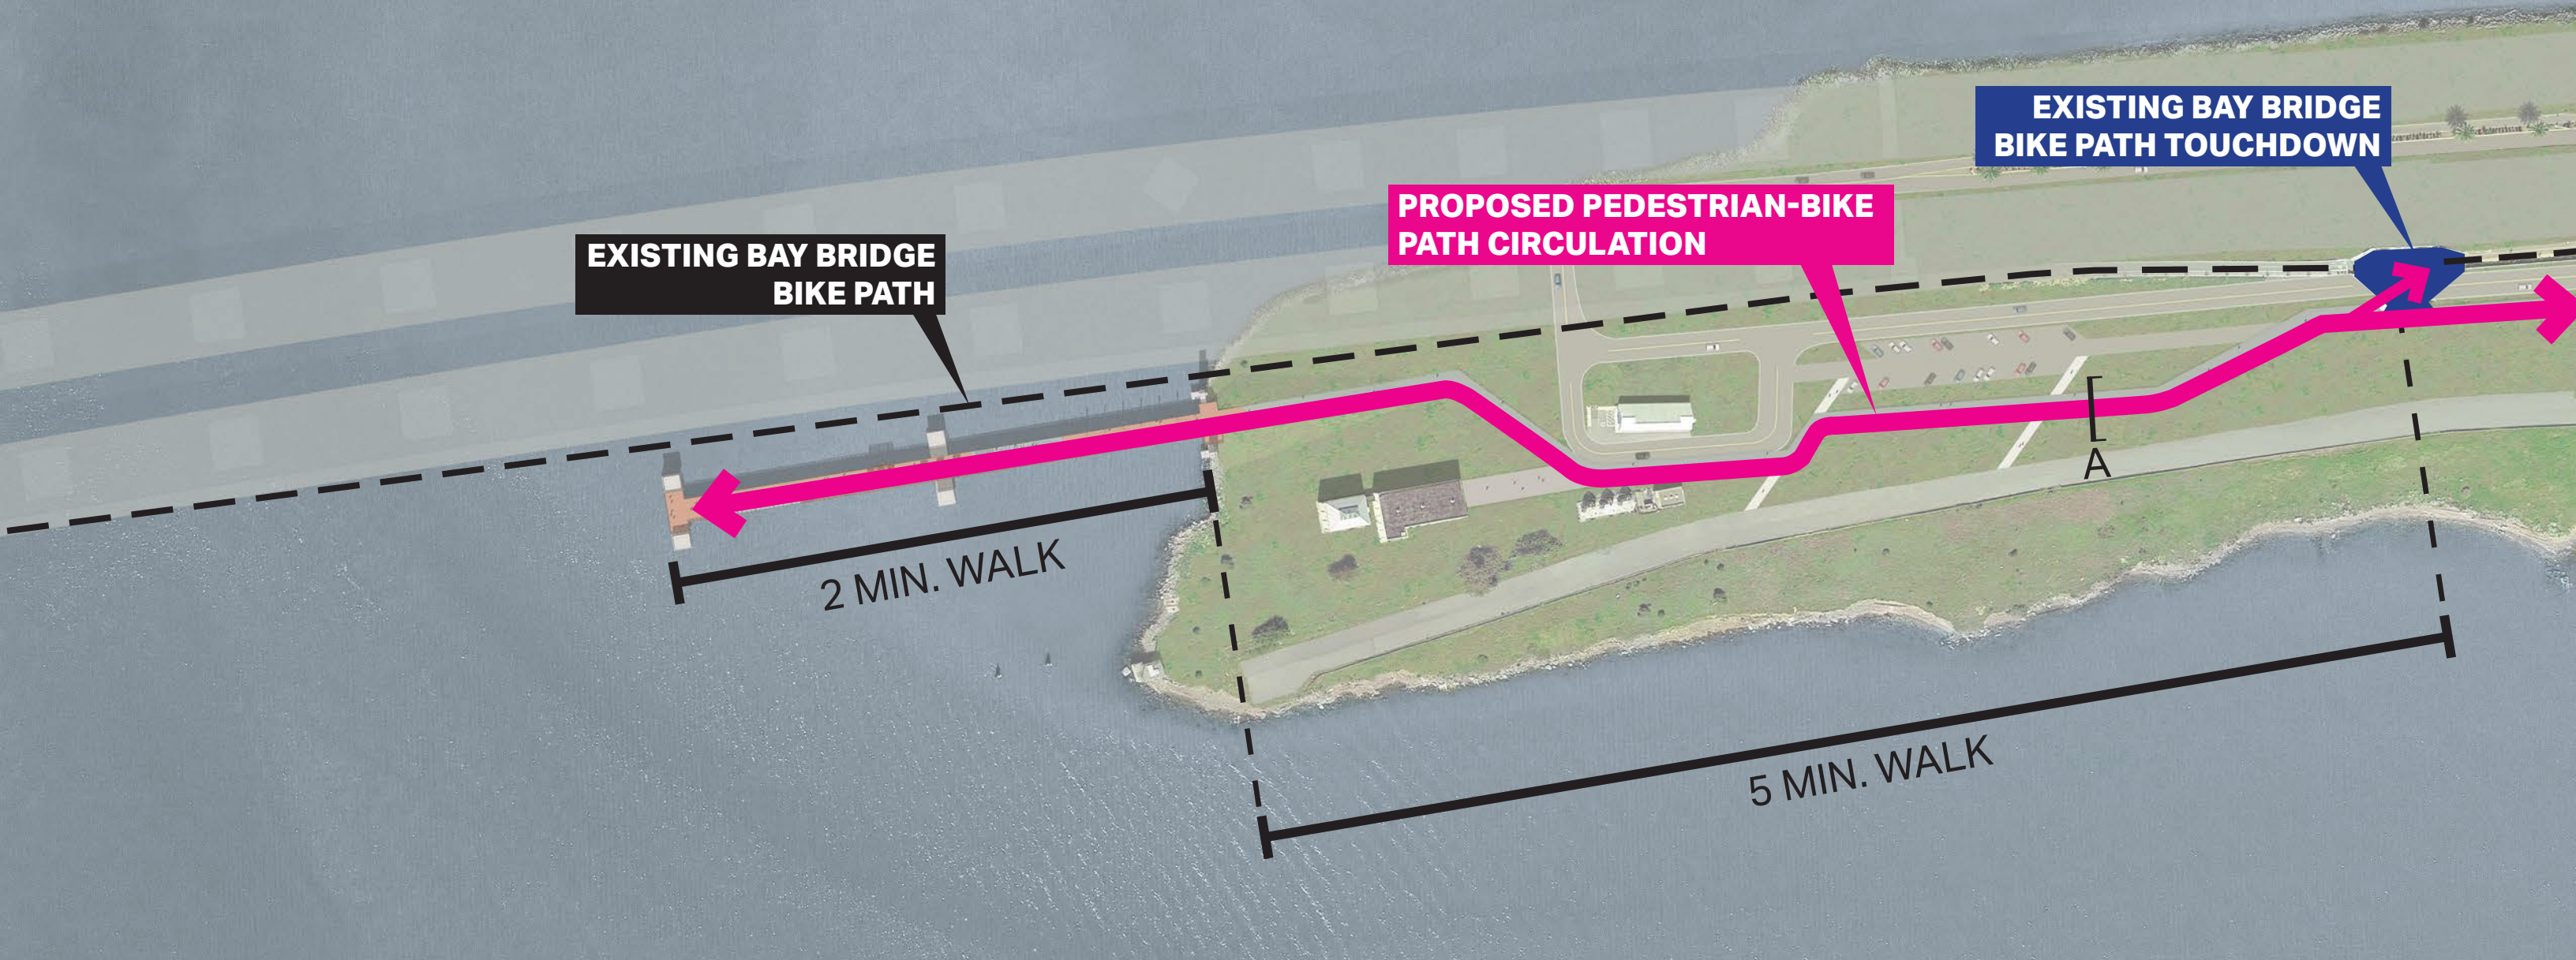 EXISTING BAY BRIDGE
BIKE PATH TOUCHDOWN
PROPOSED PEDESTRIAN-BIKE
PATH CIRCULATION
EXISTING BAY BRIDGE
BIKE PATH
A
2 MIN. WALK
5 MIN. WALK